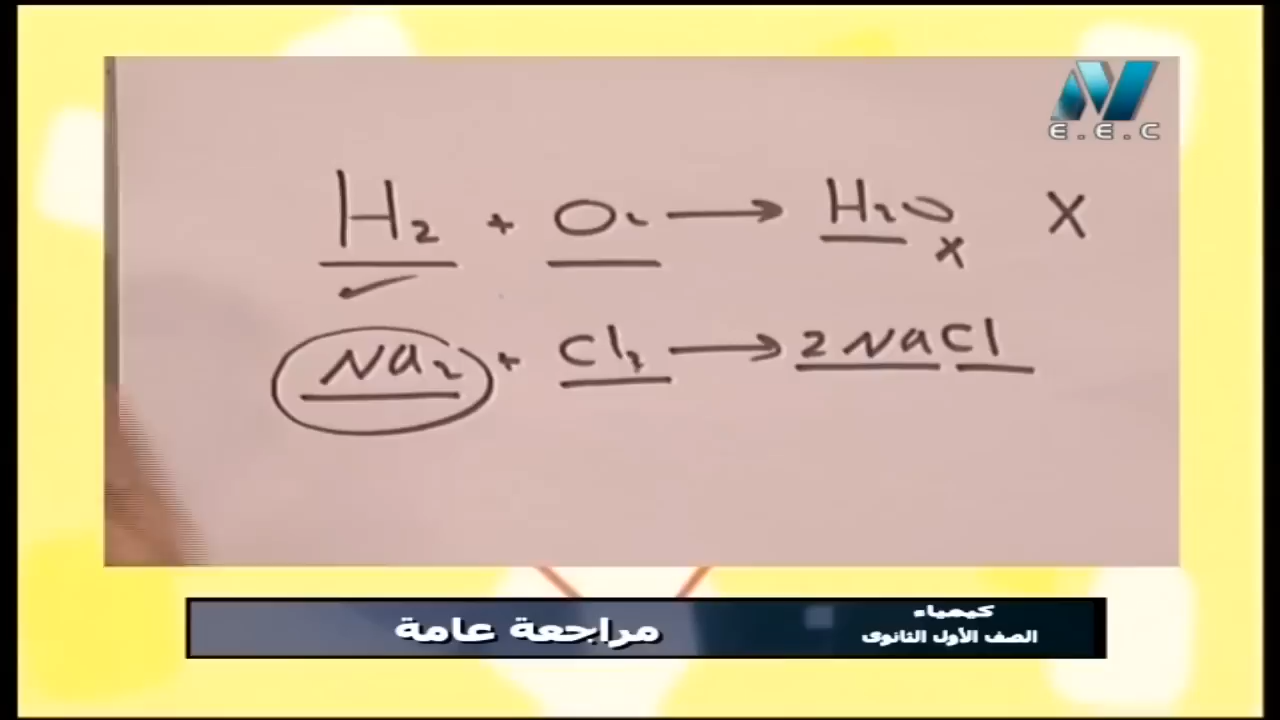 E.E.C
H₂ + O₂ → H₂O X
X
Na₂ + Cl₂ → 2NaCl
كيمياء
مراجعة عامة
الصف الأول الثانوى